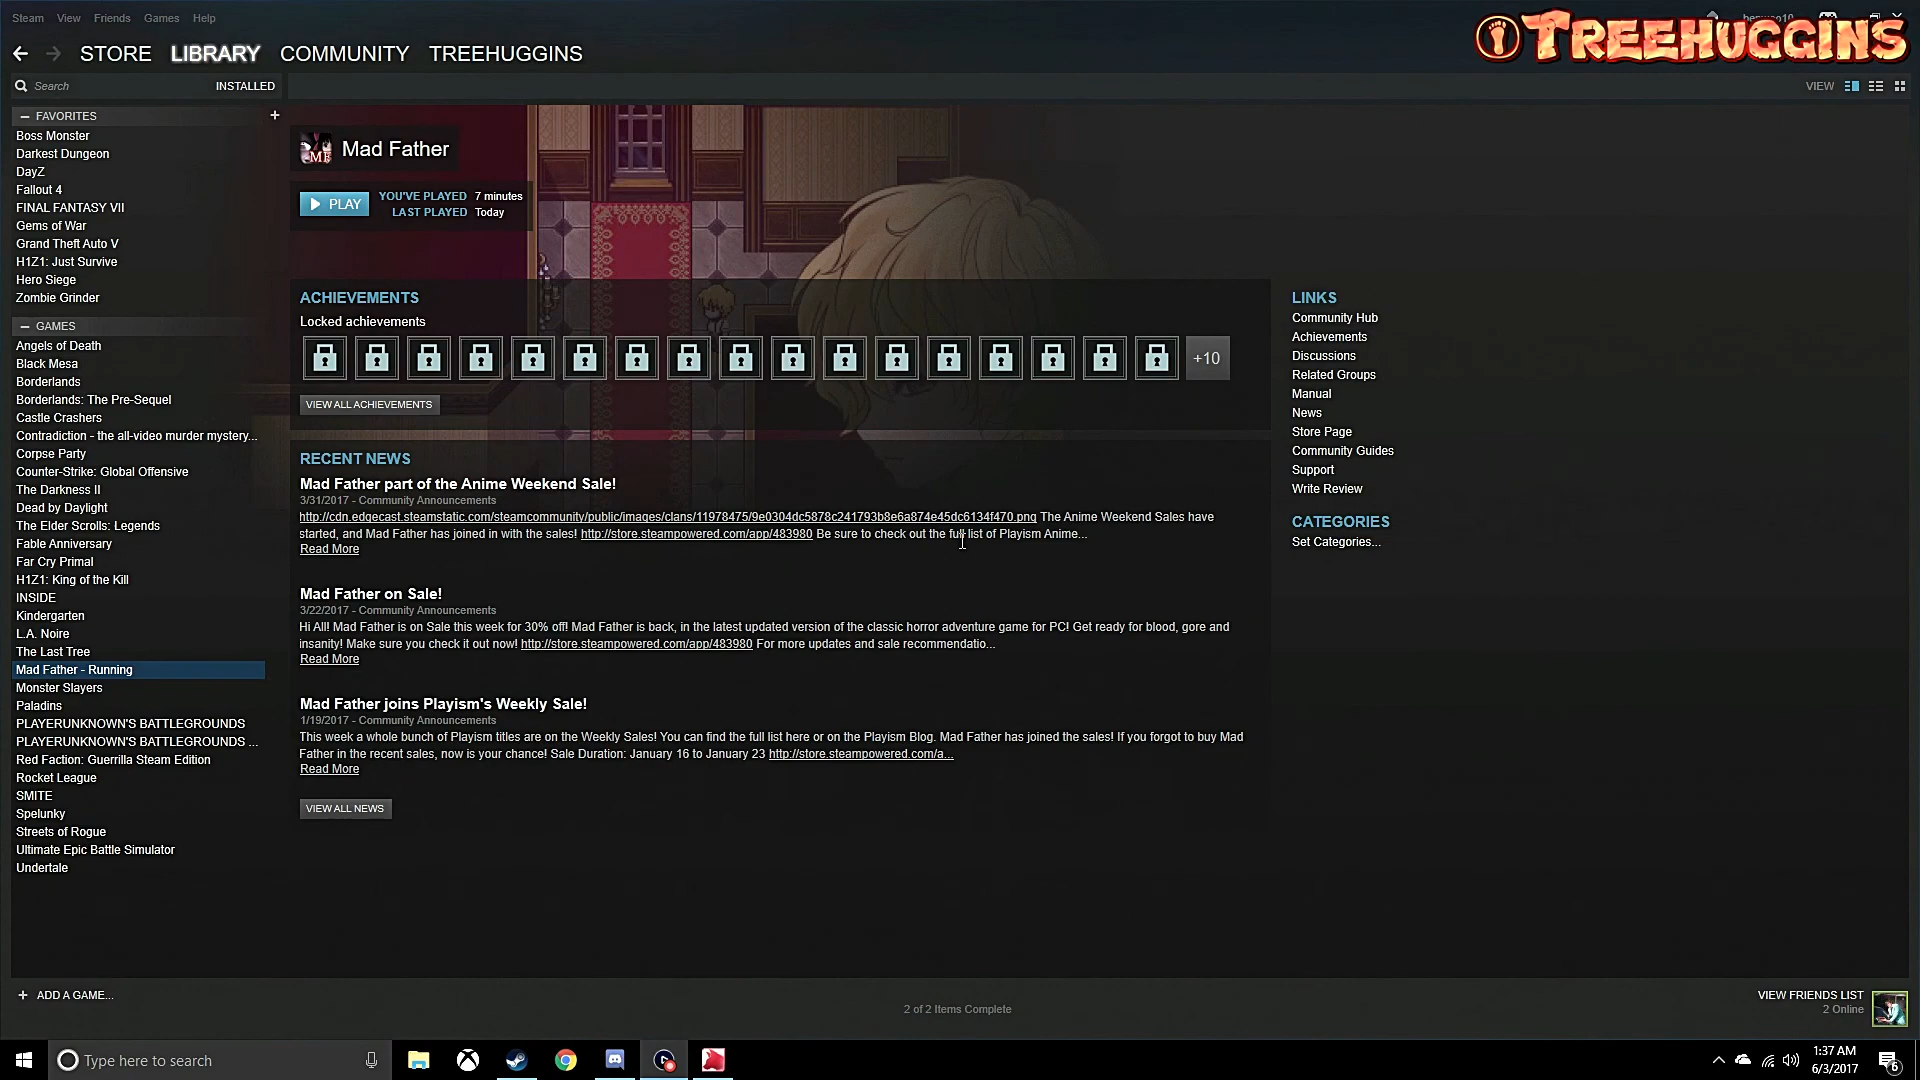 Steam View Friends Games Help
TREEHUGGINS
STORE LIBRARY COMMUNITY TREEHUGGINS
Search INSTALLED
VIEW
FAVORITES
Boss Monster
Darkest Dungeon
DayZ
Fallout 4
FINAL FANTASY VII
Gems of War
Grand Theft Auto V
H1Z1: Just Survive
Hero Siege
Zombie Grinder
GAMES
Angels of Death
Black Mesa
Borderlands
Borderlands: The Pre-Sequel
Castle Crashers
Contradiction - the all-video murder mystery...
Corpse Party
Counter-Strike: Global Offensive
The Darkness II
Dead by Daylight
The Elder Scrolls: Legends
Fable Anniversary
Far Cry Primal
H1Z1: King of the Kill
INSIDE
Kindergarten
L.A. Noire
The Last Tree
Mad Father - Running
Monster Slayers
Paladins
PLAYERUNKNOWN'S BATTLEGROUNDS
PLAYERUNKNOWN'S BATTLEGROUNDS ...
Red Faction: Guerrilla Steam Edition
Rocket League
SMITE
Spelunky
Streets of Rogue
Ultimate Epic Battle Simulator
Undertale
MF
Mad Father
PLAY
YOU'VE PLAYED 7 minutes
LAST PLAYED Today
ACHIEVEMENTS
Locked achievements
+10
VIEW ALL ACHIEVEMENTS
RECENT NEWS
Mad Father part of the Anime Weekend Sale!
3/31/2017 - Community Announcements
http://cdn.edgecast.steamstatic.com/steamcommunity/public/images/clans/11978475/9e0304dc5878c241793b8e6a874e45dc6134f470.png The Anime Weekend Sales have
started, and Mad Father has joined in with the sales! http://store.steampowered.com/app/483980 Be sure to check out the full list of Playism Anime...
Read More
Mad Father on Sale!
3/22/2017 - Community Announcements
Hi All! Mad Father is on Sale this week for 30% off! Mad Father is back, in the latest updated version of the classic horror adventure game for PC! Get ready for blood, gore and
insanity! Make sure you check it out now! http://store.steampowered.com/app/483980 For more updates and sale recommendatio...
Read More
Mad Father joins Playism's Weekly Sale!
1/19/2017 - Community Announcements
This week a whole bunch of Playism titles are on the Weekly Sales! You can find the full list here or on the Playism Blog. Mad Father has joined the sales! If you forgot to buy Mad
Father in the recent sales, now is your chance! Sale Duration: January 16 to January 23 http://store.steampowered.com/a...
Read More
VIEW ALL NEWS
LINKS
Community Hub
Achievements
Discussions
Related Groups
Manual
News
Store Page
Community Guides
Support
Write Review
CATEGORIES
Set Categories...
+ ADD A GAME...
2 of 2 Items Complete
VIEW FRIENDS LIST
2 Online
Type here to search
1:37 AM
6/3/2017
6